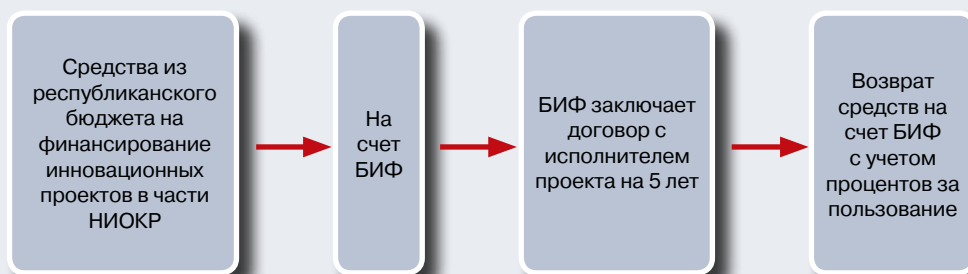 Средства из
республиканского
бюджета на
финансирование
инновационных
проектов в части
НИОКР
На
счет
БИФ
БИФ заключает
договор с
исполнителем
проекта на 5 лет
Возврат
средств на
счет БИФ
с учетом
процентов за
пользование